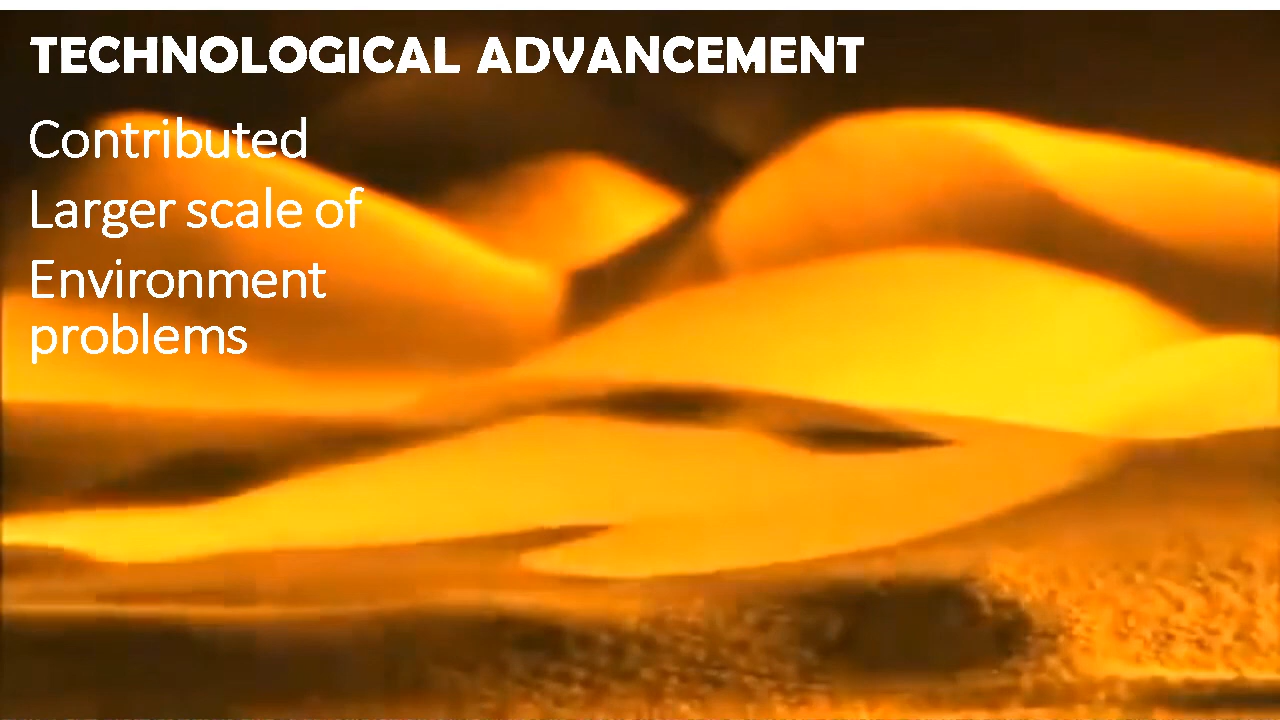 TECHNOLOGICAL ADVANCEMENT
Contributed
Larger scale of
Environment
problems